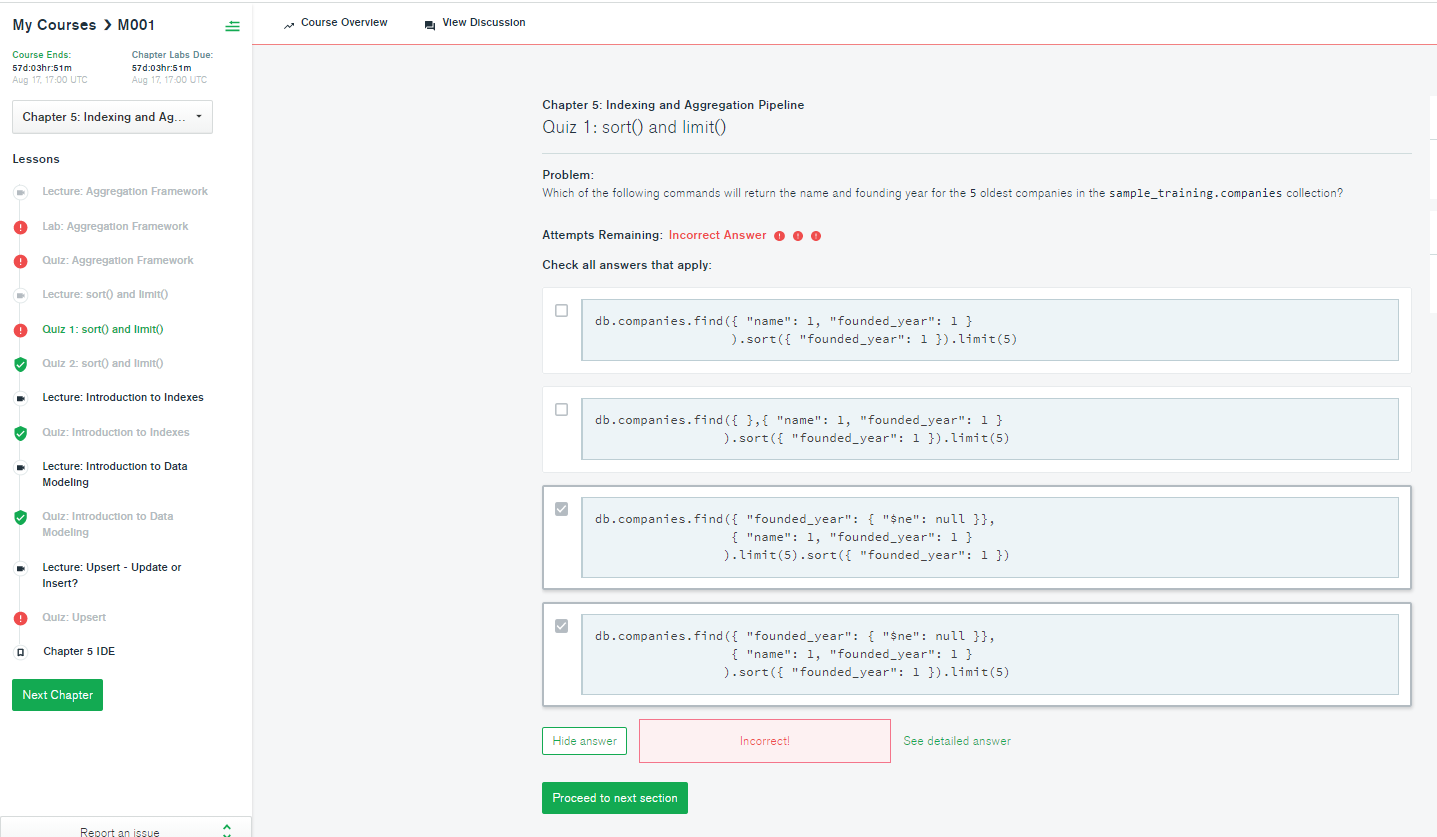 My Courses > M001
Course Ends:
57d:03hr:51m
Aug 17, 17:00 UTC
Chapter Labs Due:
57d:03hr:51m
Aug 17, 17:00 UTC
Chapter 5: Indexing and Ag...
Lessons
Lecture: Aggregation Framework
Lab: Aggregation Framework
Quiz: Aggregation Framework
Lecture: sort() and limit()
Quiz 1: sort() and limit()
Quiz 2: sort() and limit()
Lecture: Introduction to Indexes
Quiz: Introduction to Indexes
Lecture: Introduction to Data
Modeling
Quiz: Introduction to Data
Modeling
Lecture: Upsert - Update or
Insert?
Quiz: Upsert
Chapter 5 IDE
Next Chapter
Report an issue
Course Overview
View Discussion
Chapter 5: Indexing and Aggregation Pipeline
Quiz 1: sort() and limit()
Problem:
Which of the following commands will return the name and founding year for the 5 oldest companies in the sample_training.companies collection?
Attempts Remaining: Incorrect Answer
Check all answers that apply:
db.companies.find({ "name": 1, "founded_year": 1 }
).sort({ "founded_year": 1 }).limit(5)
db.companies.find({ },{ "name": 1, "founded_year": 1 }
).sort({ "founded_year": 1 }).limit(5)
db.companies.find({ "founded_year": { "$ne": null }},
{ "name": 1, "founded_year": 1 }
).limit(5).sort({ "founded_year": 1 })
db.companies.find({ "founded_year": { "$ne": null }},
{ "name": 1, "founded_year": 1 }
).sort({ "founded_year": 1 }).limit(5)
Hide answer
Incorrect!
See detailed answer
Proceed to next section